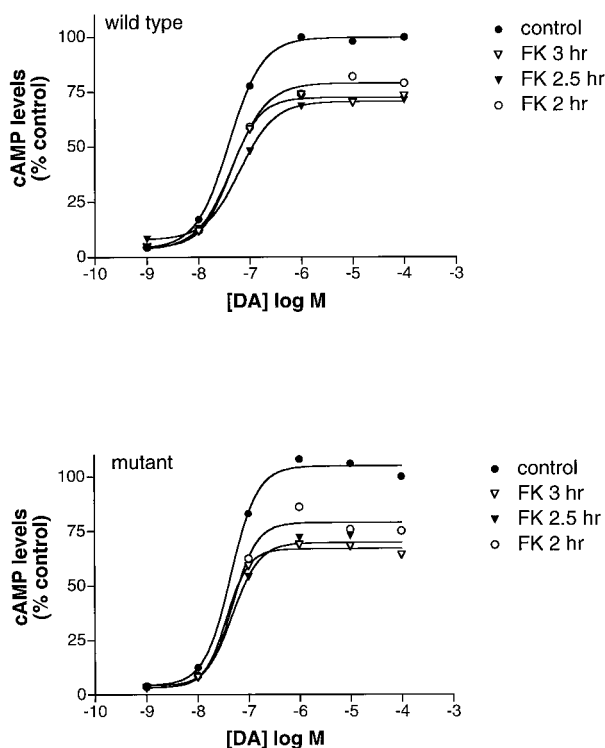 wild type
100
75
50
25
0
cAMP levels
(% control)
-10 -9 -8 -7 -6 -5 -4 -3
[DA] log M
control
FK 3 hr
FK 2.5 hr
FK 2 hr
mutant
100
75
50
25
0
cAMP levels
(% control)
-10 -9 -8 -7 -6 -5 -4 -3
[DA] log M
control
FK 3 hr
FK 2.5 hr
FK 2 hr